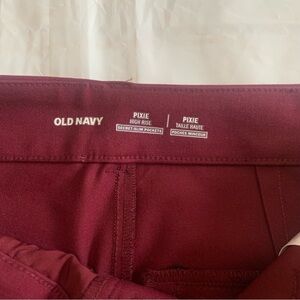 OLD NAVY
PIXIE
HIGH RISE
SECRET-SLIM POCKETS
PIXIE
TAILLE HAUTE
POCHES MINCEUR